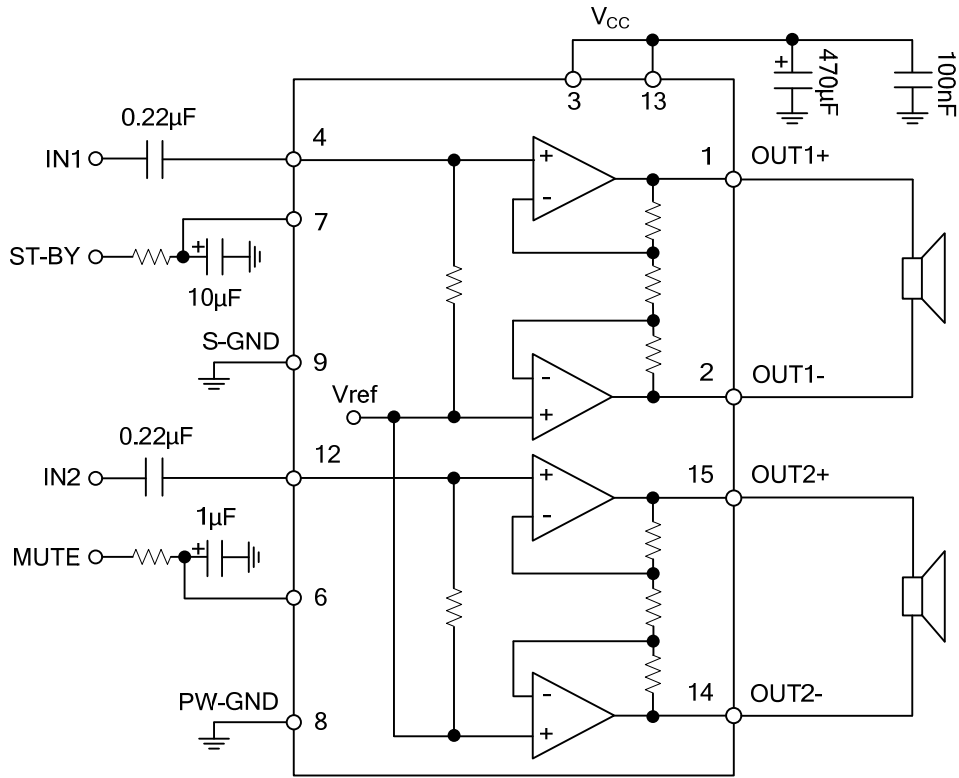 V_CC
470µF
100nF
3
13
0.22µF
4
IN1
+
-
1
OUT1+
7
ST-BY
+
10µF
S-GND
9
Vref
-
+
2
OUT1-
0.22µF
12
IN2
+
-
15
OUT2+
1µF
MUTE
+
6
PW-GND
8
-
+
14
OUT2-
+